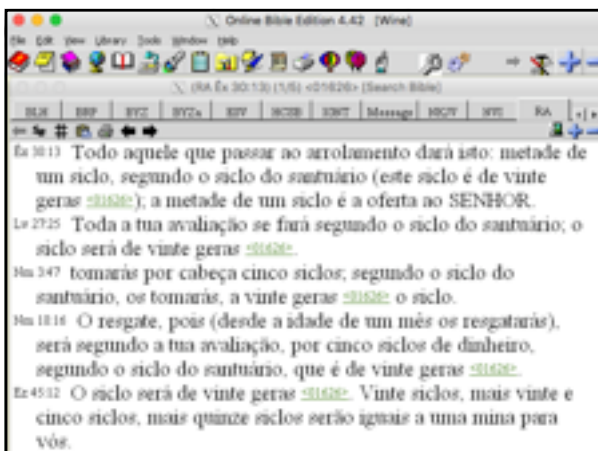 Online Bible Edition 4.42 [Wine]
File Edit View Library Tools Window Help
(RA Êx 30:13) (1/5) <01626> [Search Bible]
BLH BRP BYZ BYZa NCSB Message NKJV NVI RA
Êx 30:13 Todo aquele que passar ao arrolamento dará isto: metade de
um siclo, segundo o siclo do santuário (este siclo é de vinte
geras <01626>); a metade de um siclo é a oferta ao SENHOR.
Lv 27:25 Toda a tua avaliação se fará segundo o siclo do santuário; o
siclo será de vinte geras <01626>.
Nm 3:47 tomarás por cabeça cinco siclos; segundo o siclo do
santuário, os tomarás, a vinte geras <01626> o siclo.
Nm 18:16 O resgate, pois (desde a idade de um mês os resgatarás),
será segundo a tua avaliação, por cinco siclos de dinheiro,
segundo o siclo do santuário, que é de vinte geras <01626>.
Ez 45:12 O siclo será de vinte geras <01626>. Vinte siclos, mais vinte e
cinco siclos, mais quinze siclos serão iguais a uma mina para
vós.